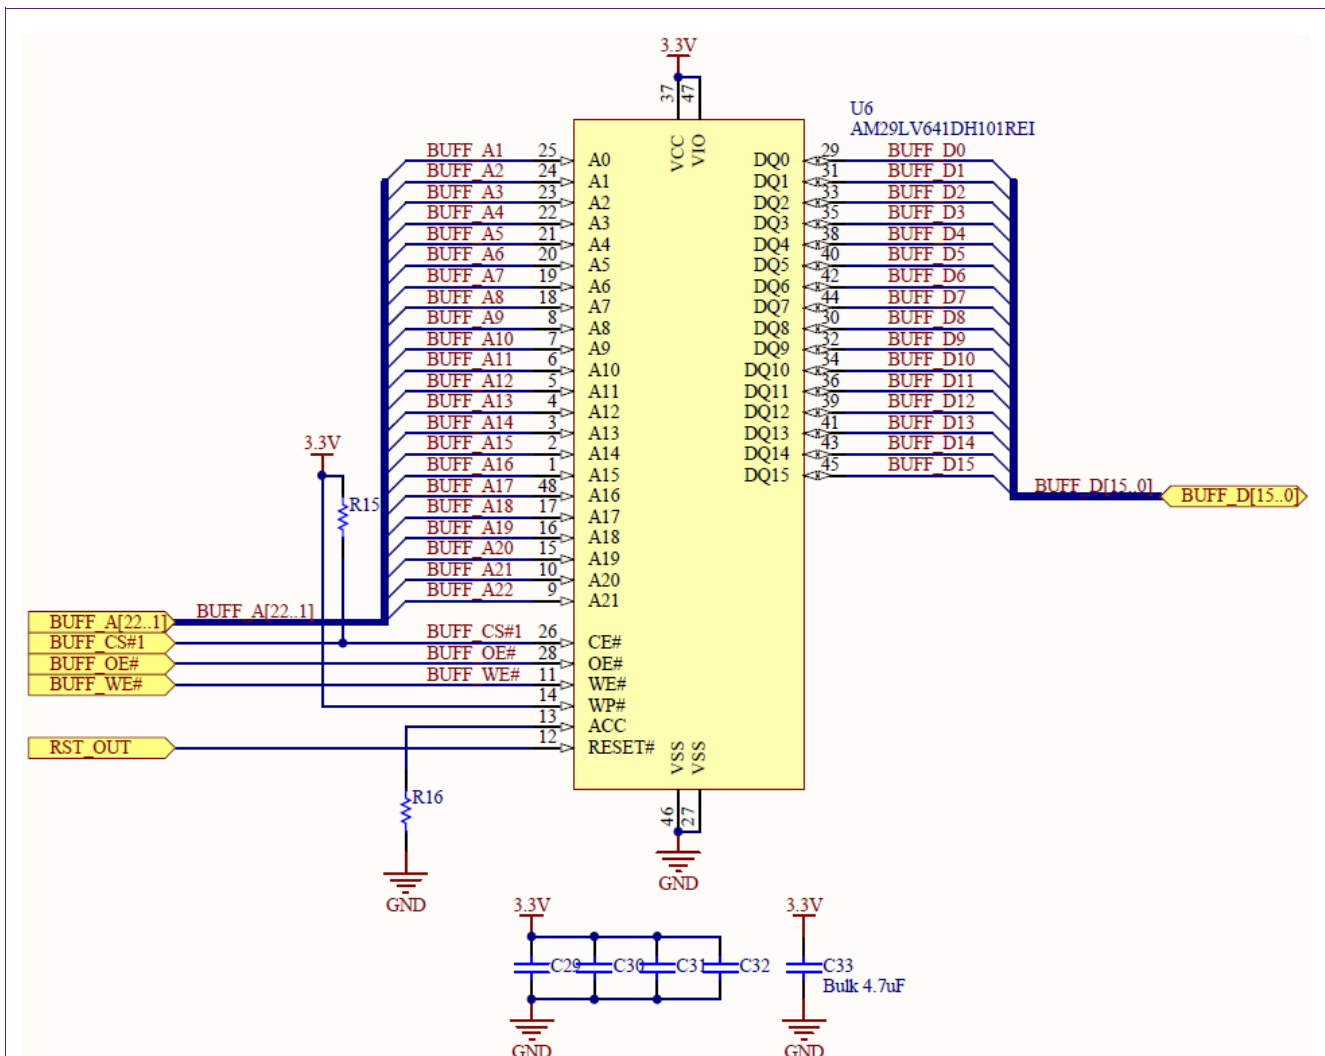 3.3V
37 47
U6
AM29LV641DH101REI
VCC VIO
BUFF_A1 25 A0 DQ0 29 BUFF_D0
BUFF_A2 24 A1 DQ1 31 BUFF_D1
BUFF_A3 23 A2 DQ2 33 BUFF_D2
BUFF_A4 22 A3 DQ3 35 BUFF_D3
BUFF_A5 21 A4 DQ4 38 BUFF_D4
BUFF_A6 20 A5 DQ5 40 BUFF_D5
BUFF_A7 19 A6 DQ6 42 BUFF_D6
BUFF_A8 18 A7 DQ7 44 BUFF_D7
BUFF_A9 8 A8 DQ8 30 BUFF_D8
BUFF_A10 7 A9 DQ9 32 BUFF_D9
BUFF_A11 6 A10 DQ10 34 BUFF_D10
BUFF_A12 5 A11 DQ11 36 BUFF_D11
BUFF_A13 4 A12 DQ12 39 BUFF_D12
BUFF_A14 3 A13 DQ13 41 BUFF_D13
3.3V
BUFF_A15 2 A14 DQ14 43 BUFF_D14
BUFF_A16 1 A15 DQ15 45 BUFF_D15
BUFF_A17 48 A16
BUFF_D[15..0] BUFF_D[15..0]
R15
BUFF_A18 17 A17
BUFF_A19 16 A18
BUFF_A20 15 A19
BUFF_A21 10 A20
BUFF_A22 9 A21
BUFF_A[22..1] BUFF_A[22..1]
BUFF_CS#1 BUFF_CS#1 26 CE#
BUFF_OE# BUFF_OE# 28 OE#
BUFF_WE# BUFF_WE# 11 WE#
14 WP#
13 ACC
RST_OUT 12 RESET#
VSS VSS
R16
46 27
GND
GND
3.3V
3.3V
C29 C30 C31 C32
C33
Bulk 4.7uF
GND
GND